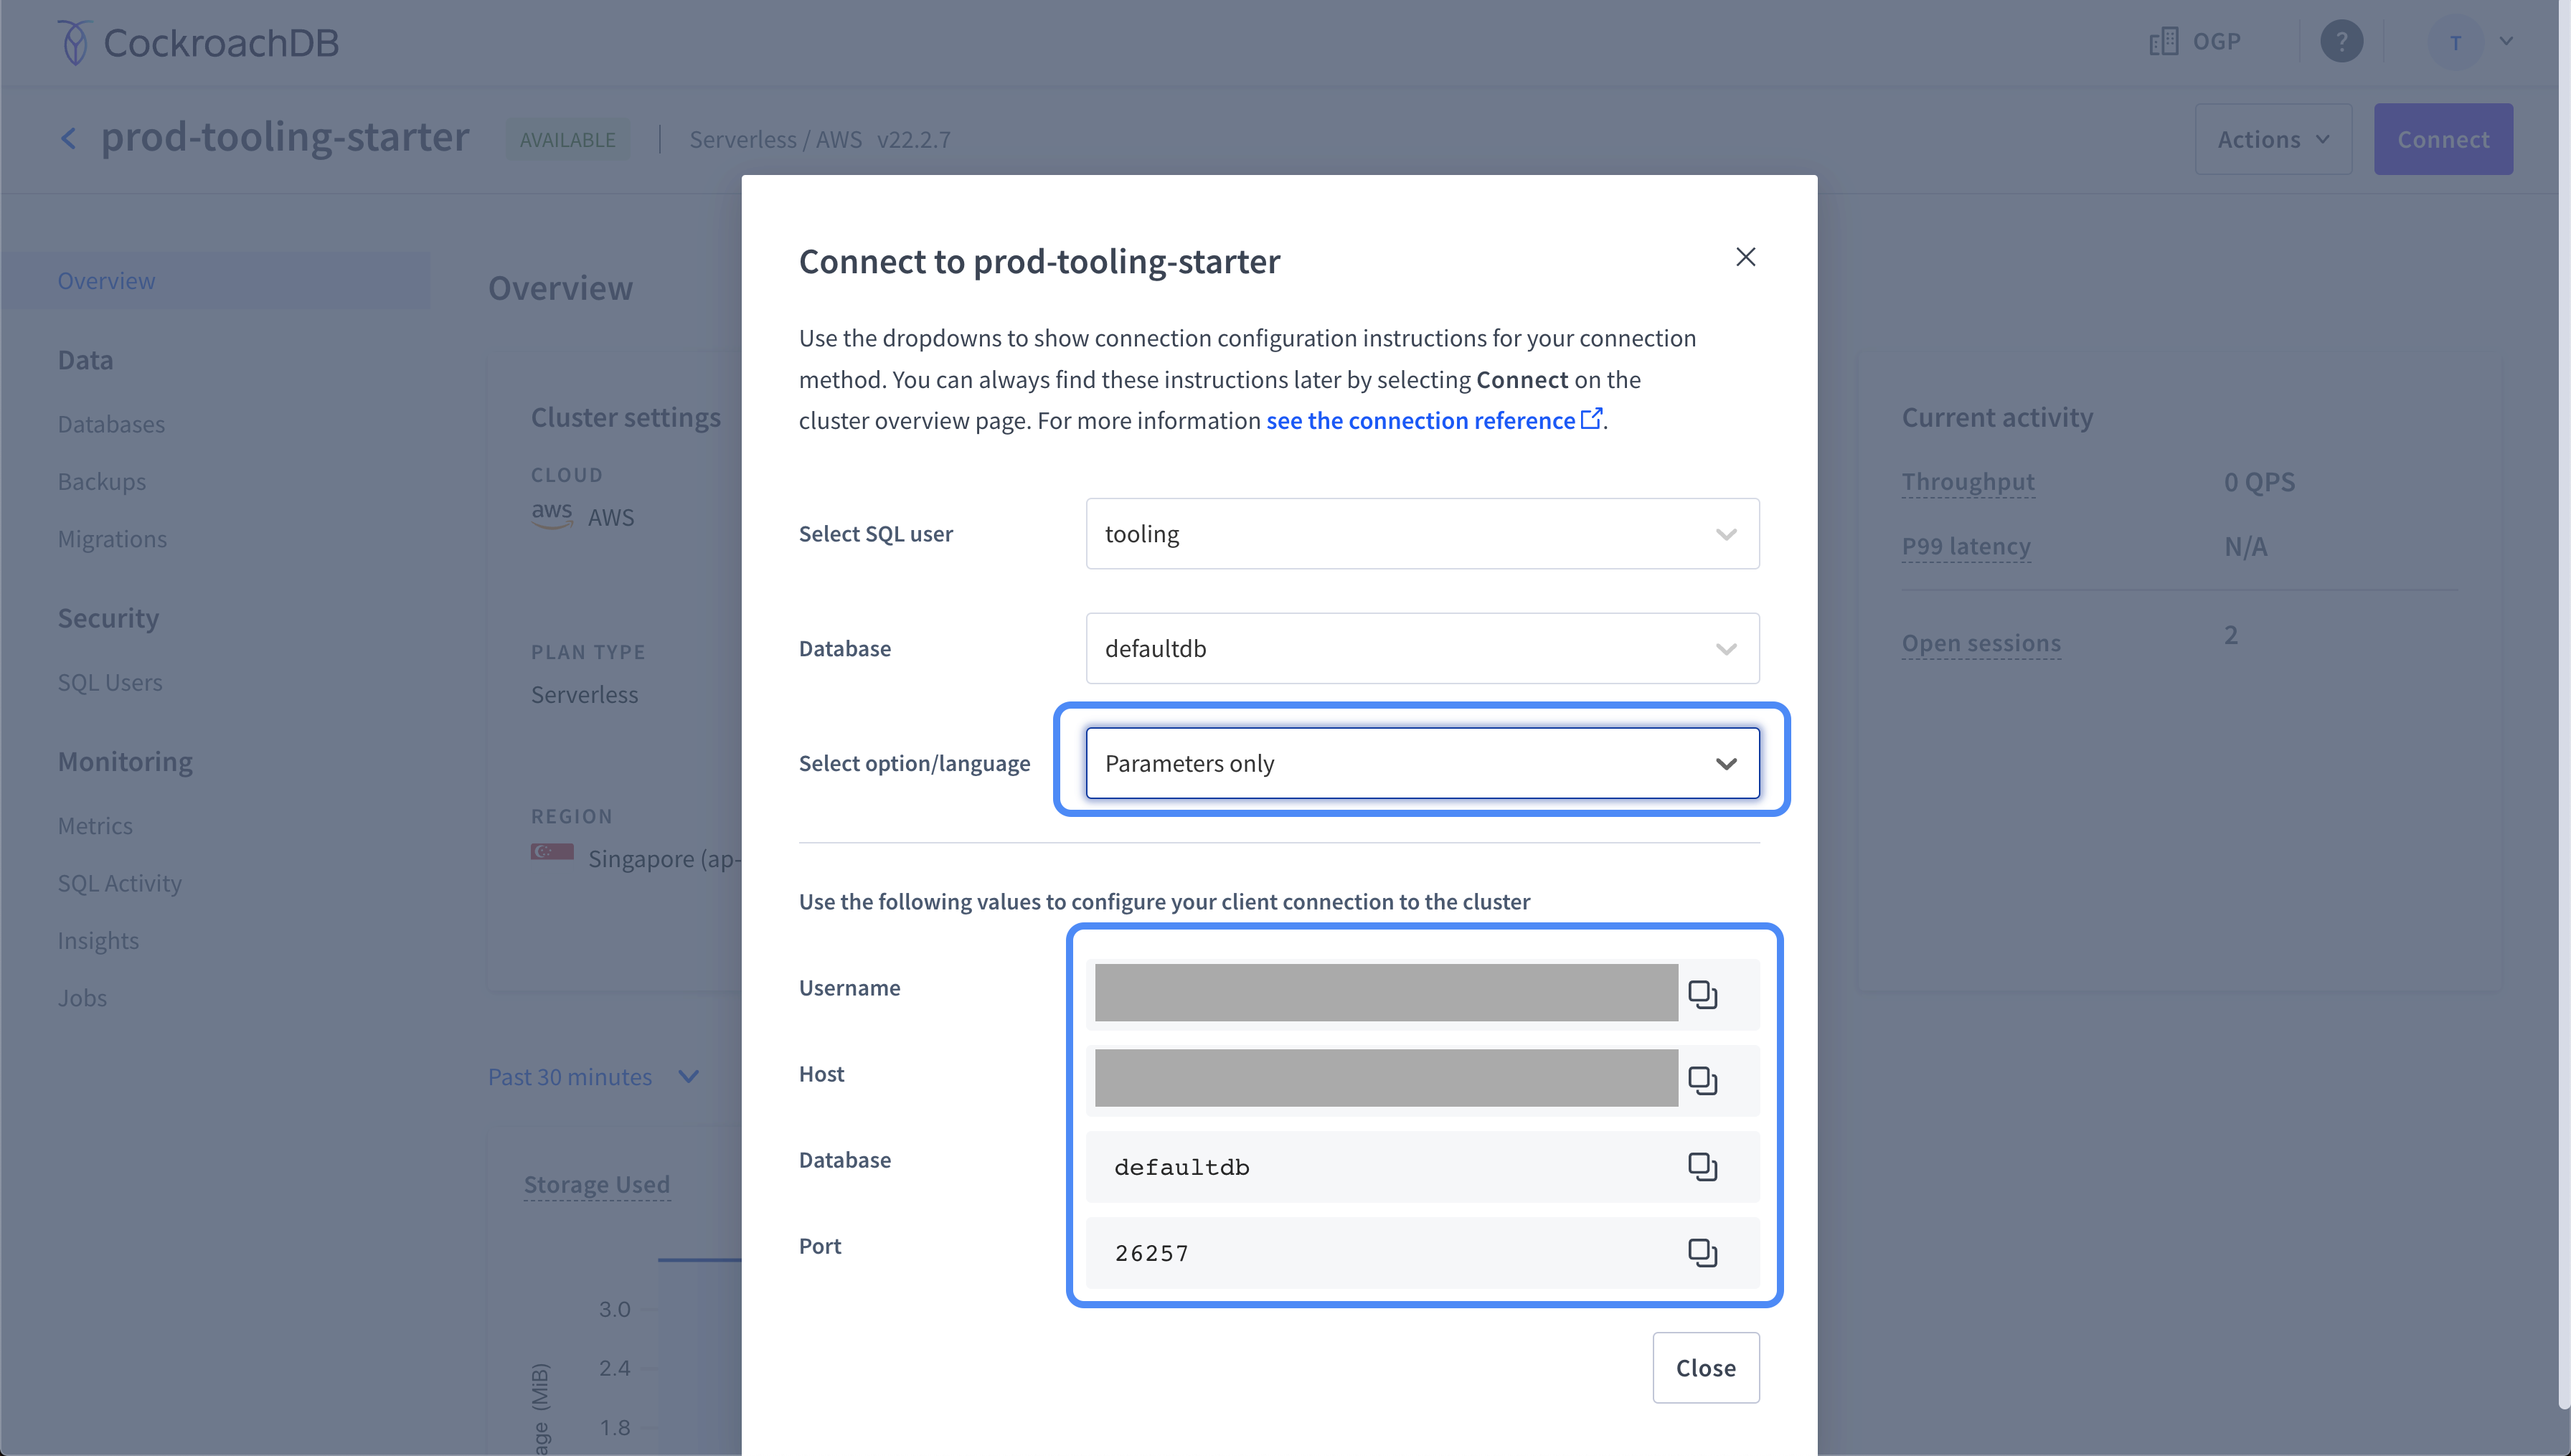 CockroachDB
OGP
?
T
prod-tooling-starter
AVAILABLE
Serverless / AWS v22.2.7
Actions
Connect
Overview
Data
Databases
Backups
Migrations
Security
SQL Users
Monitoring
Metrics
SQL Activity
Insights
Jobs
Overview
Cluster settings
CLOUD
aws AWS
PLAN TYPE
Serverless
REGION
Singapore (ap-
Past 30 minutes
Storage Used
3.0
2.4
1.8
age (MiB)
Connect to prod-tooling-starter
Use the dropdowns to show connection configuration instructions for your connection
method. You can always find these instructions later by selecting Connect on the
cluster overview page. For more information see the connection reference.
Select SQL user
tooling
Database
defaultdb
Select option/language
Parameters only
Use the following values to configure your client connection to the cluster
Username
Host
Database
defaultdb
Port
26257
Close
Current activity
Throughput
0 QPS
P99 latency
N/A
Open sessions
2